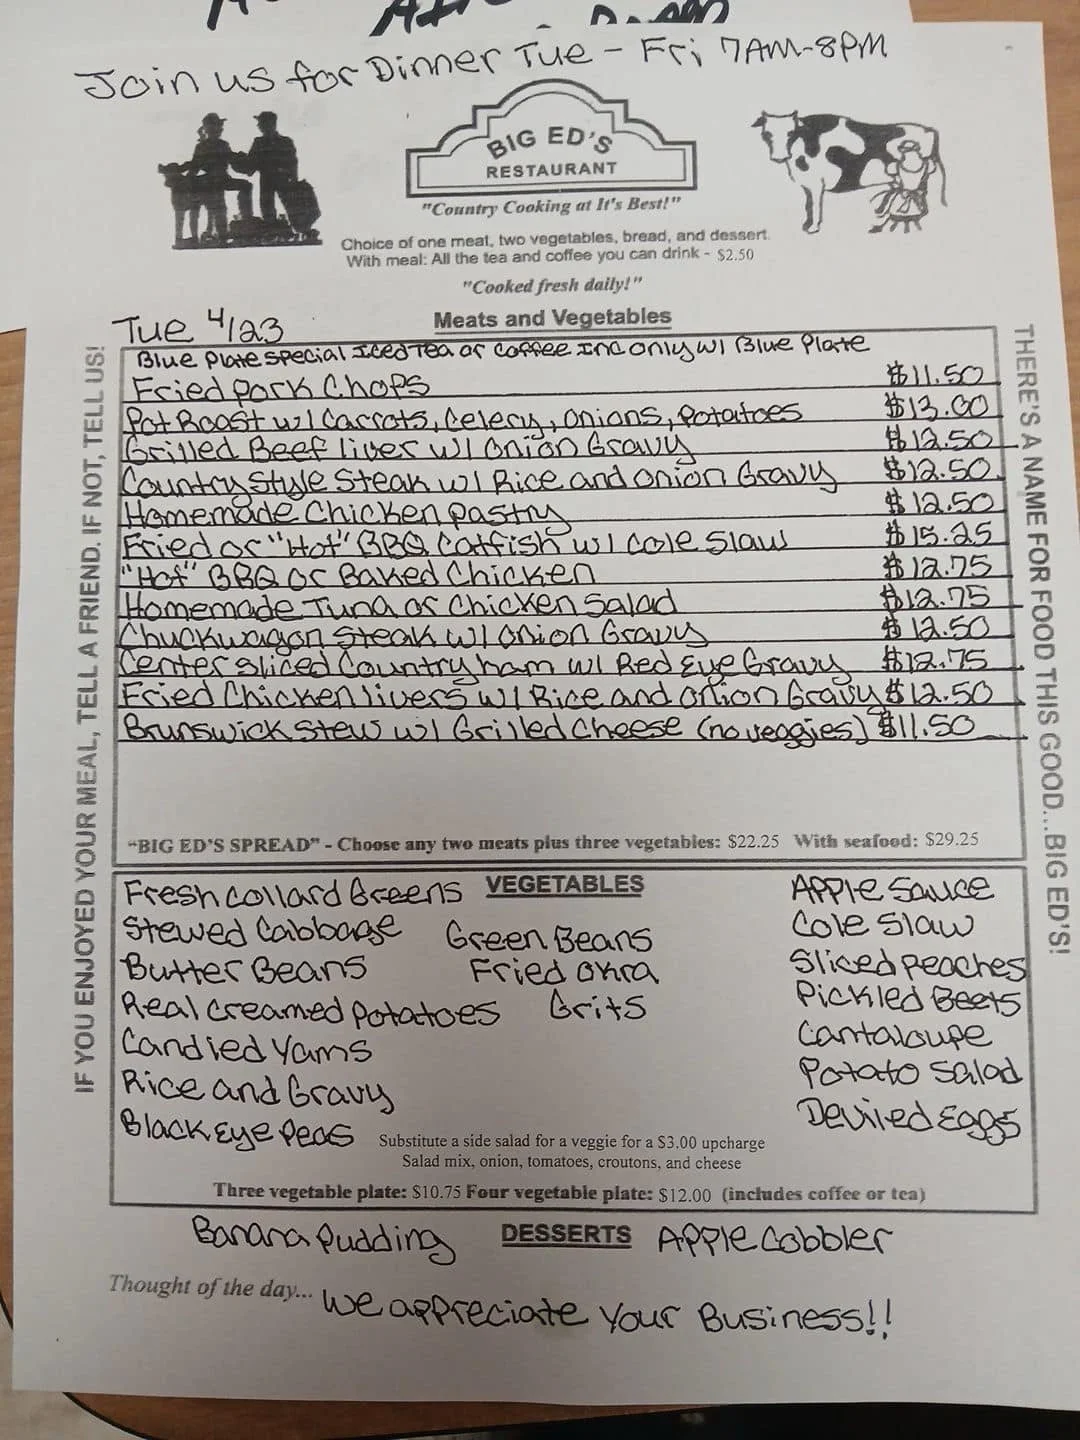 Join us for Dinner Tue - Fri 7AM-8PM
BIG ED'S
RESTAURANT
"Country Cooking at It's Best!"
Choice of one meat, two vegetables, bread, and dessert.
With meal: All the tea and coffee you can drink - $2.50
"Cooked fresh daily!"
Meats and Vegetables
Tue 4/23
Blue Plate Special Iced Tea or Coffee Inc only w/ Blue Plate
Fried Pork Chops $11.50
Pot Roast w/ Carrots, Celery, Onions, Potatoes $13.00
Grilled Beef liver w/ Onion Gravy $12.50
Country Style Steak w/ Rice and Onion Gravy $12.50
Homemade Chicken Pastry $12.50
Fried or "Hot" BBQ Catfish w/ Cole Slaw $15.25
"Hot" BBQ or Baked Chicken $12.75
Homemade Tuna or Chicken Salad $12.75
Chuckwagon Steak w/ Onion Gravy $12.50
Center Sliced Country ham w/ Red Eye Gravy $12.75
Fried Chicken livers w/ Rice and Onion Gravy $12.50
Brunswick Stew w/ Grilled Cheese (no veggies) $11.50
"BIG ED'S SPREAD" - Choose any two meats plus three vegetables: $22.25 With seafood: $29.25
IF YOU ENJOYED YOUR MEAL, TELL A FRIEND. IF NOT, TELL US!
THERE'S A NAME FOR FOOD THIS GOOD...BIG ED'S!
VEGETABLES
Fresh Collard Greens
Stewed Cabbage
Butter Beans
Real Creamed Potatoes
Candied Yams
Rice and Gravy
Black Eye Peas
Green Beans
Fried Okra
Grits
Apple Sauce
Cole Slaw
Sliced Peaches
Pickled Beets
Cantaloupe
Potato Salad
Deviled Eggs
Substitute a side salad for a veggie for a $3.00 upcharge
Salad mix, onion, tomatoes, croutons, and cheese
Three vegetable plate: $10.75 Four vegetable plate: $12.00 (includes coffee or tea)
DESSERTS
Banana Pudding
Apple Cobbler
Thought of the day... We appreciate Your Business!!